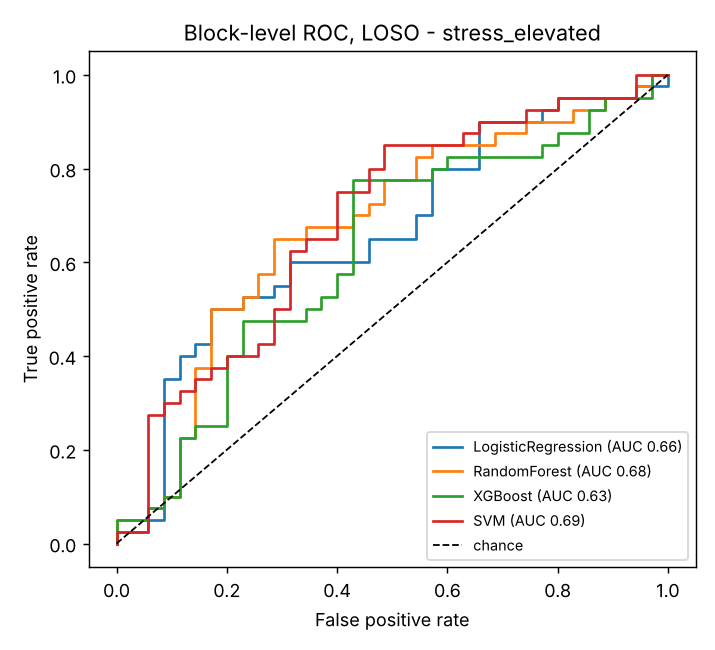 Block-level ROC, LOSO - stress_elevated
True positive rate
1.0
0.8
0.6
0.4
0.2
0.0
LogisticRegression (AUC 0.66)
RandomForest (AUC 0.68)
XGBoost (AUC 0.63)
SVM (AUC 0.69)
chance
0.0 0.2 0.4 0.6 0.8 1.0
False positive rate